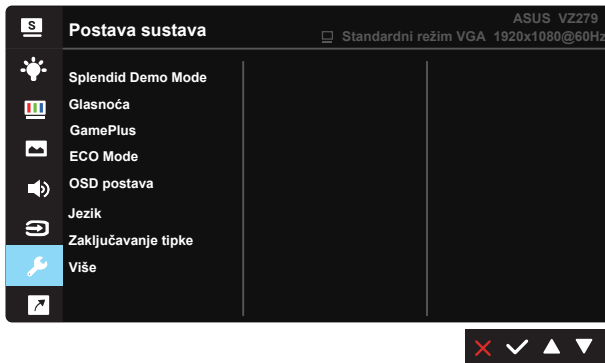 S
Postava sustava
ASUS VZ279
Standardni režim VGA 1920x1080@60Hz
Splendid Demo Mode
Glasnoća
GamePlus
ECO Mode
OSD postava
Jezik
Zaključavanje tipke
Više